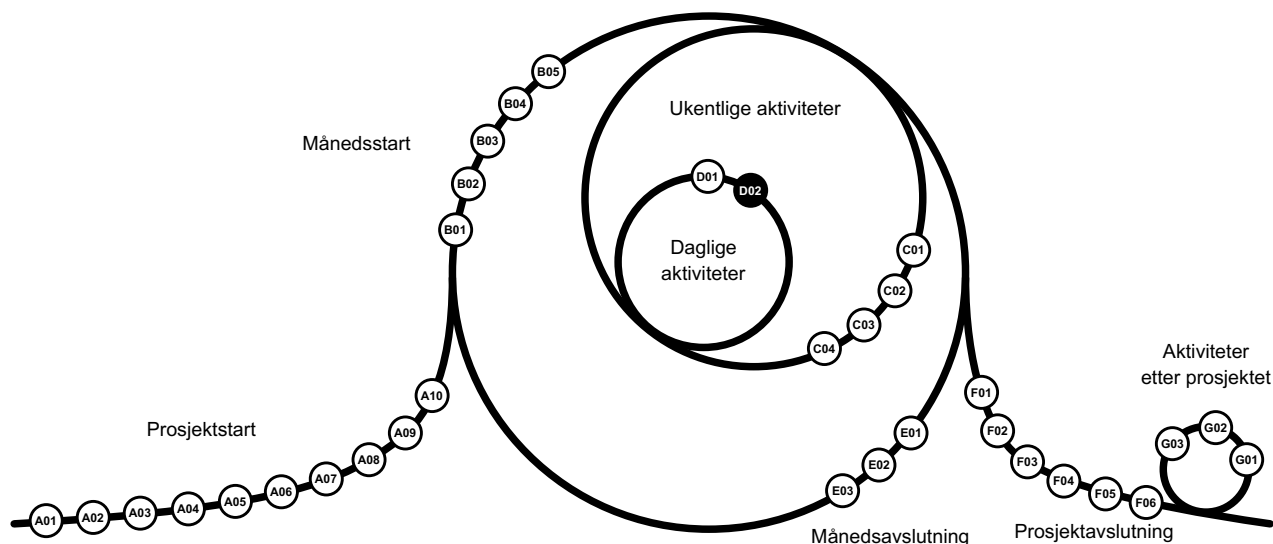 Prosjektstart
A01
A02
A03
A04
A05
A06
A07
A08
A09
A10
Månedsstart
B01
B02
B03
B04
B05
Ukentlige aktiviteter
C01
C02
C03
C04
Daglige
aktiviteter
D01
D02
Månedsavslutning
E01
E02
E03
Prosjektavslutning
F01
F02
F03
F04
F05
F06
Aktiviteter
etter prosjektet
G01
G02
G03